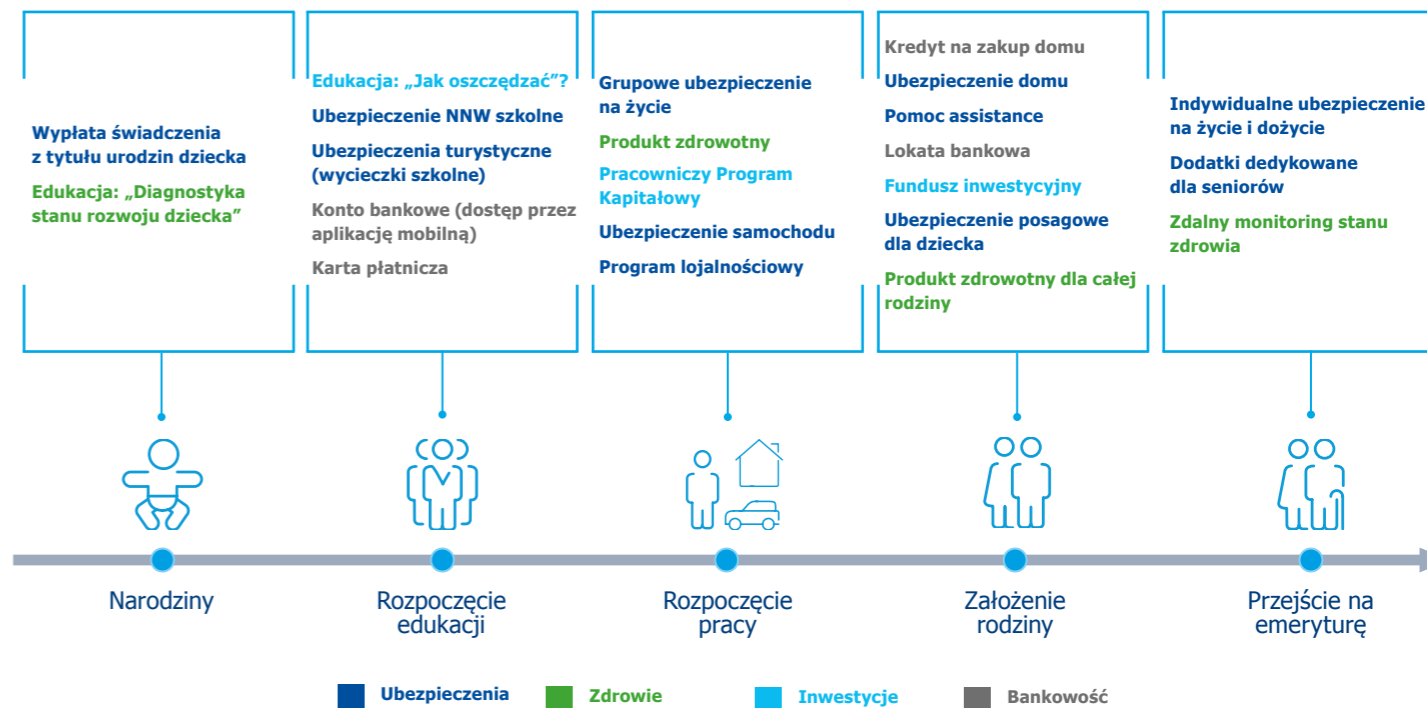 Wypłata świadczenia
z tytułu urodzin dziecka
Edukacja: „Diagnostyka
stanu rozwoju dziecka”
Edukacja: „Jak oszczędzać”?
Ubezpieczenie NNW szkolne
Ubezpieczenia turystyczne
(wycieczki szkolne)
Konto bankowe (dostęp przez
aplikację mobilną)
Karta płatnicza
Grupowe ubezpieczenie
na życie
Produkt zdrowotny
Pracowniczy Program
Kapitałowy
Ubezpieczenie samochodu
Program lojalnościowy
Kredyt na zakup domu
Ubezpieczenie domu
Pomoc assistance
Lokata bankowa
Fundusz inwestycyjny
Ubezpieczenie posagowe
dla dziecka
Produkt zdrowotny dla całej
rodziny
Indywidualne ubezpieczenie
na życie i dożycie
Dodatki dedykowane
dla seniorów
Zdalny monitoring stanu
zdrowia
Narodziny
Rozpoczęcie
edukacji
Rozpoczęcie
pracy
Założenie
rodziny
Przejście na
emeryturę
Ubezpieczenia
Zdrowie
Inwestycje
Bankowość